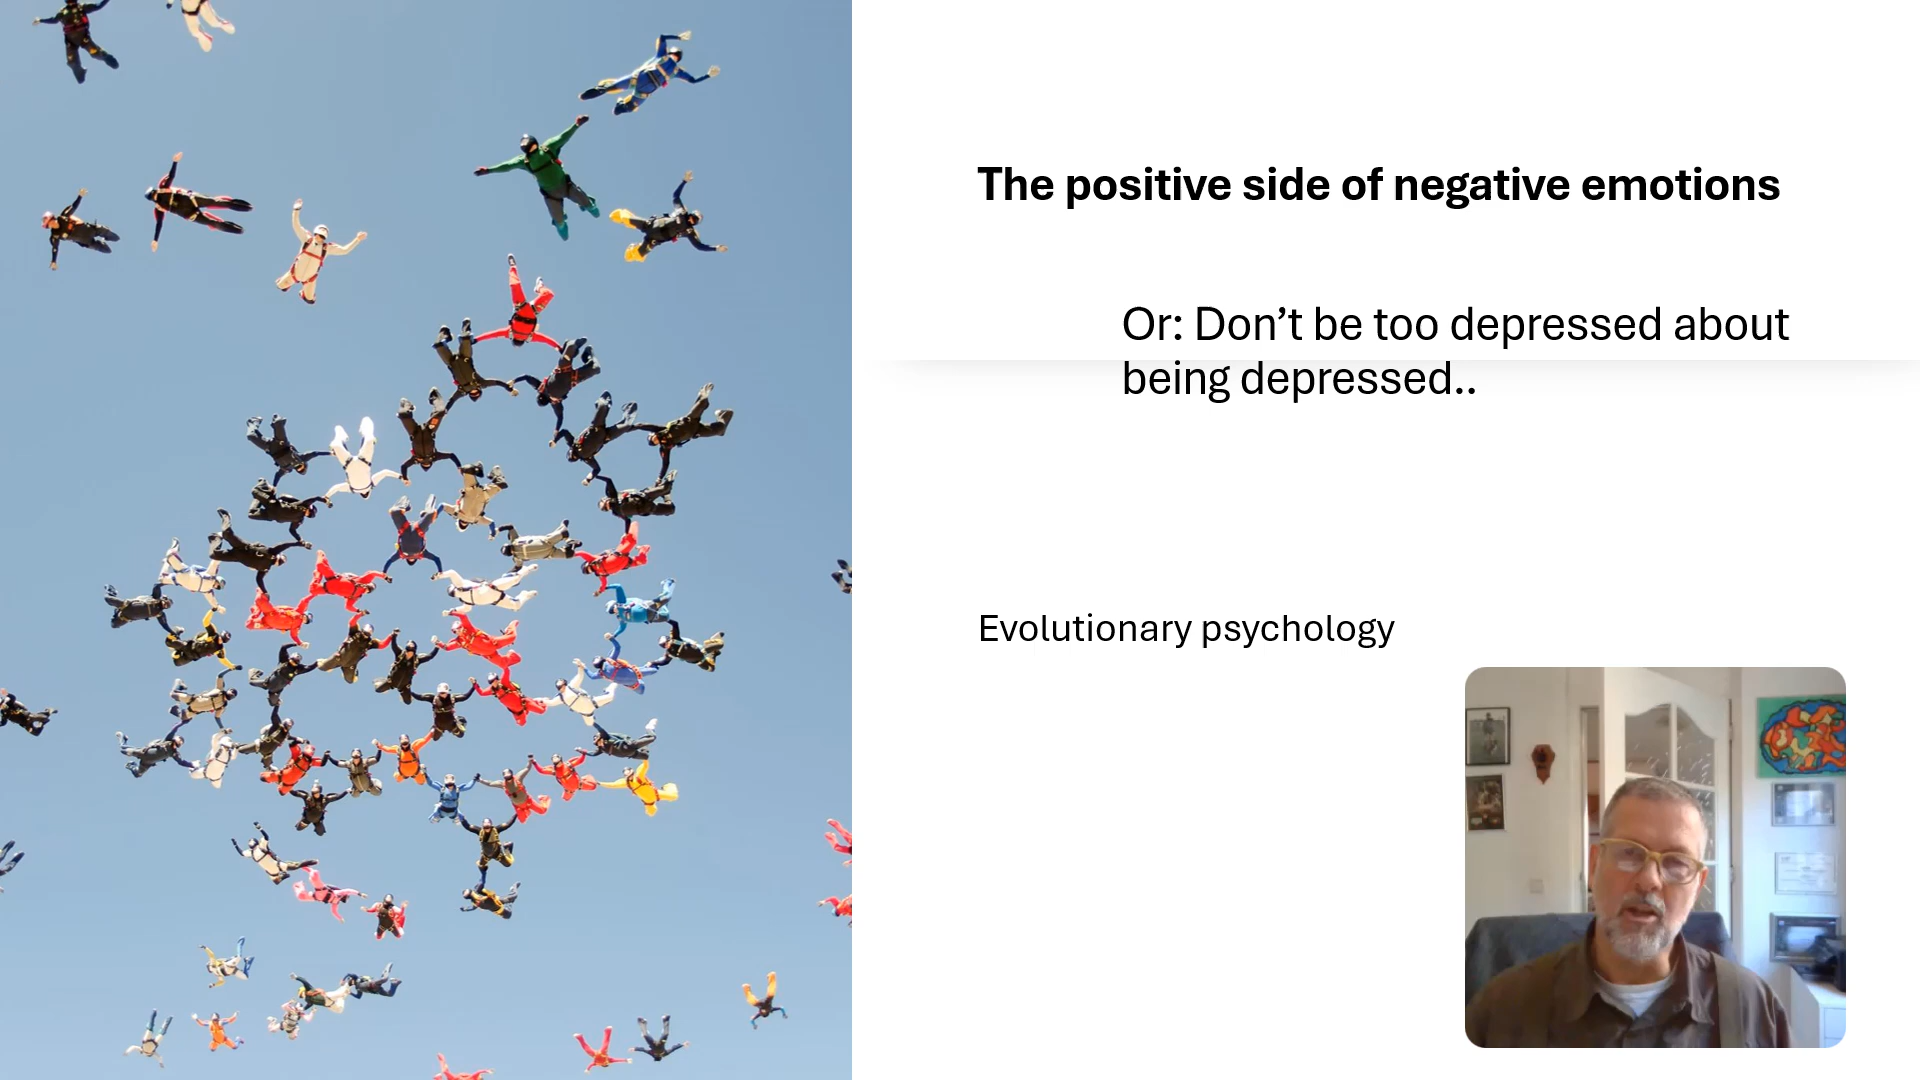 The positive side of negative emotions
Or: Don’t be too depressed about
being depressed..
Evolutionary psychology